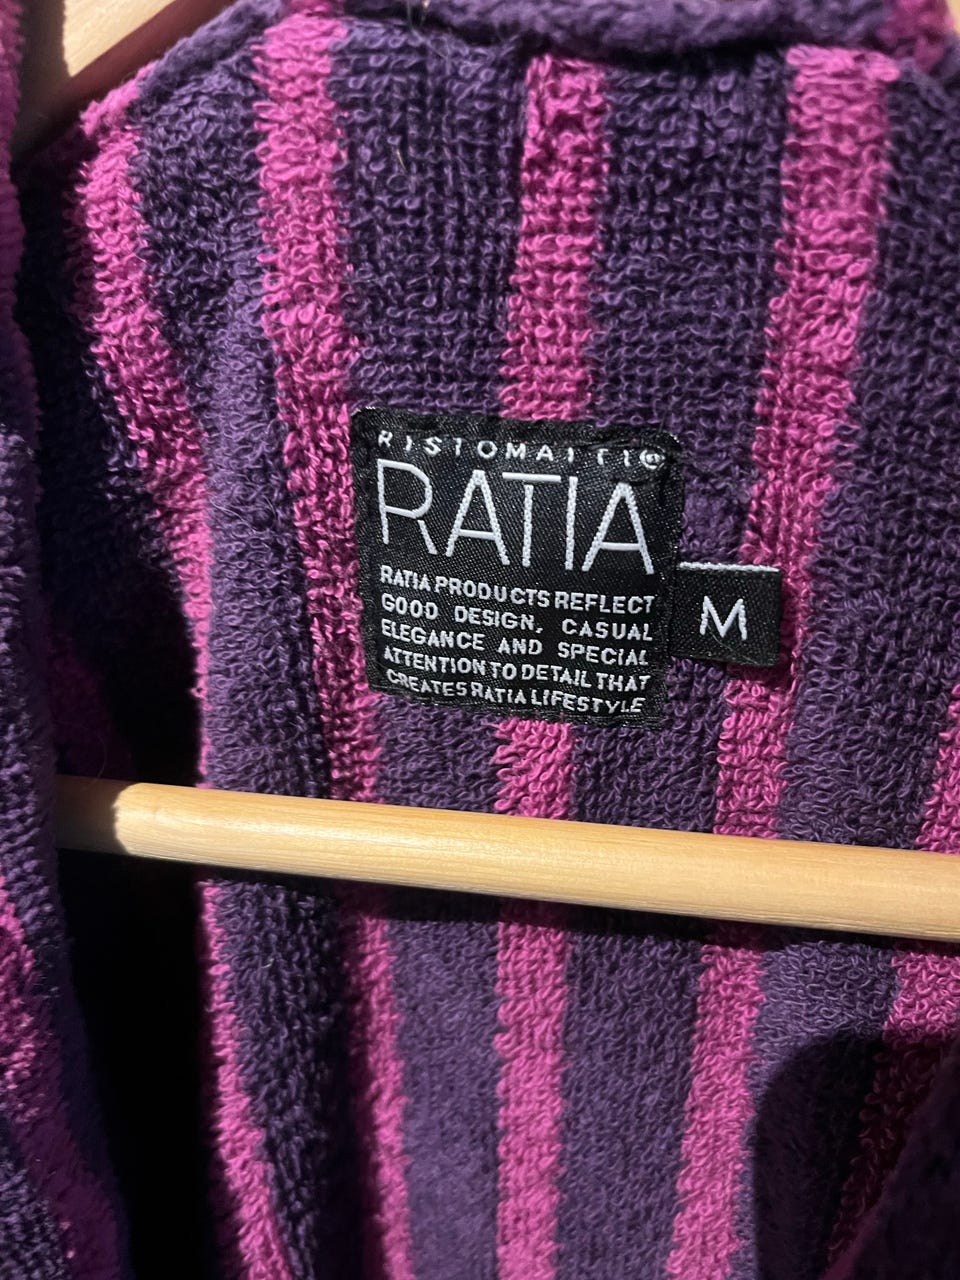 RISTOMATTI®
RATIA
RATIA PRODUCTS REFLECT
GOOD DESIGN, CASUAL
ELEGANCE AND SPECIAL
ATTENTION TO DETAIL THAT
CREATES RATIA LIFESTYLE
M